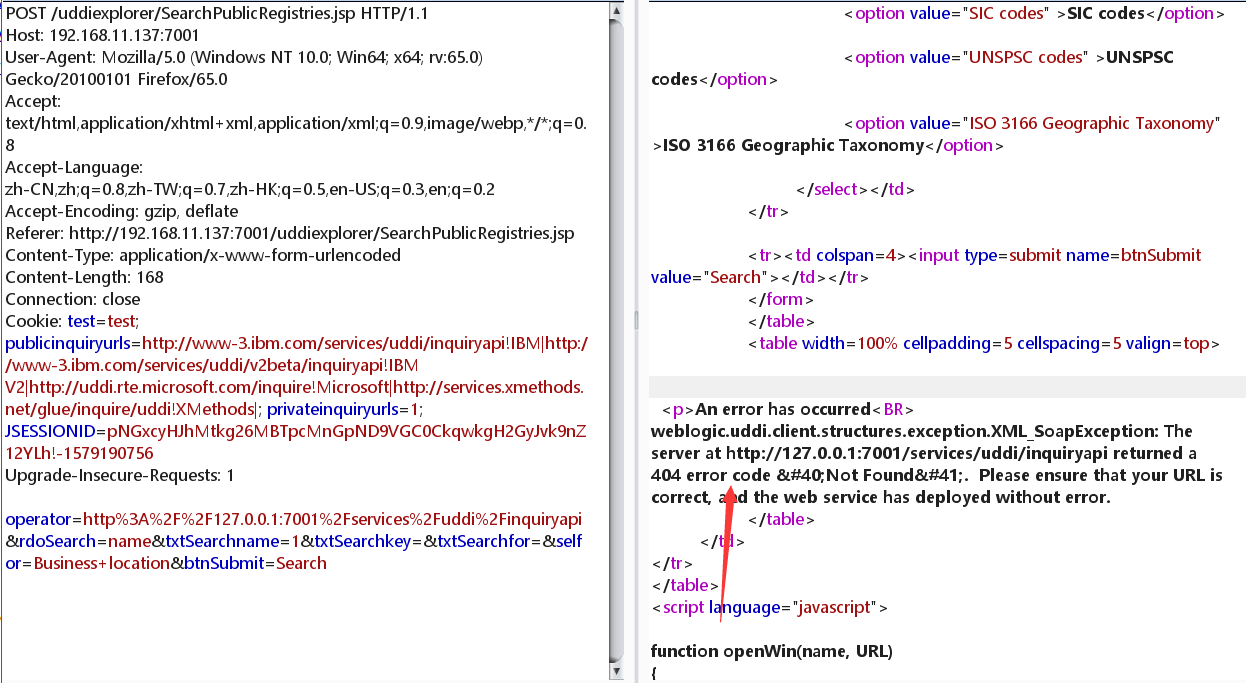 POST /uddiexplorer/SearchPublicRegistries.jsp HTTP/1.1
Host: 192.168.11.137:7001
User-Agent: Mozilla/5.0 (Windows NT 10.0; Win64; x64; rv:65.0)
Gecko/20100101 Firefox/65.0
Accept:
text/html,application/xhtml+xml,application/xml;q=0.9,image/webp,*/*;q=0.
8
Accept-Language:
zh-CN,zh;q=0.8,zh-TW;q=0.7,zh-HK;q=0.5,en-US;q=0.3,en;q=0.2
Accept-Encoding: gzip, deflate
Referer: http://192.168.11.137:7001/uddiexplorer/SearchPublicRegistries.jsp
Content-Type: application/x-www-form-urlencoded
Content-Length: 168
Connection: close
Cookie: test=test;
publicinquiryurls=http://www-3.ibm.com/services/uddi/inquiryapi!IBM|http:/
/www-3.ibm.com/services/uddi/v2beta/inquiryapi!IBM
V2|http://uddi.rte.microsoft.com/inquire!Microsoft|http://services.xmethods.
net/glue/inquire/uddi!XMethods|; privateinquiryurls=1;
JSESSIONID=pNGxcyHJhMtkg26MBTpcMnGpND9VGC0CkqwkgH2GyJvk9nZ
12YLh!-1579190756
Upgrade-Insecure-Requests: 1
operator=http%3A%2F%2F127.0.0.1:7001%2Fservices%2Fuddi%2Finquiryapi
&rdoSearch=name&txtSearchname=1&txtSearchkey=&txtSearchfor=&self
or=Business+location&btnSubmit=Search
<option value="SIC codes" >SIC codes</option>
<option value="UNSPSC codes" >UNSPSC
codes</option>
<option value="ISO 3166 Geographic Taxonomy"
>ISO 3166 Geographic Taxonomy</option>
</select></td>
</tr>
<tr><td colspan=4><input type=submit name=btnSubmit
value="Search"></td></tr>
</form>
</table>
<table width=100% cellpadding=5 cellspacing=5 valign=top>
<p>An error has occurred<BR>
weblogic.uddi.client.structures.exception.XML_SoapException: The
server at http://127.0.0.1:7001/services/uddi/inquiryapi returned a
404 error code &#40;Not Found&#41;.  Please ensure that your URL is
correct, and the web service has deployed without error.
</table>
</td>
</tr>
</table>
<script language="javascript">
function openWin(name, URL)
{